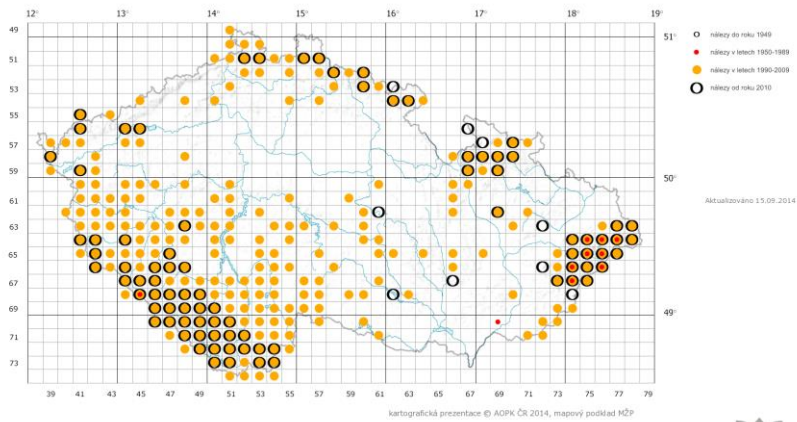 12° 13° 14° 15° 16° 17° 18° 19°
49
51
53
55
57
59
61
63
65
67
69
71
73
51°
50°
49°
39 41 43 45 47 49 51 53 55 57 59 61 63 65 67 69 71 73 75 77 79
nálezy do roku 1949
nálezy v letech 1950-1989
nálezy v letech 1990-2009
nálezy od roku 2010
Aktualizováno 15.09.2014
kartografická prezentace © AOPK ČR 2014, mapový podklad MŽP